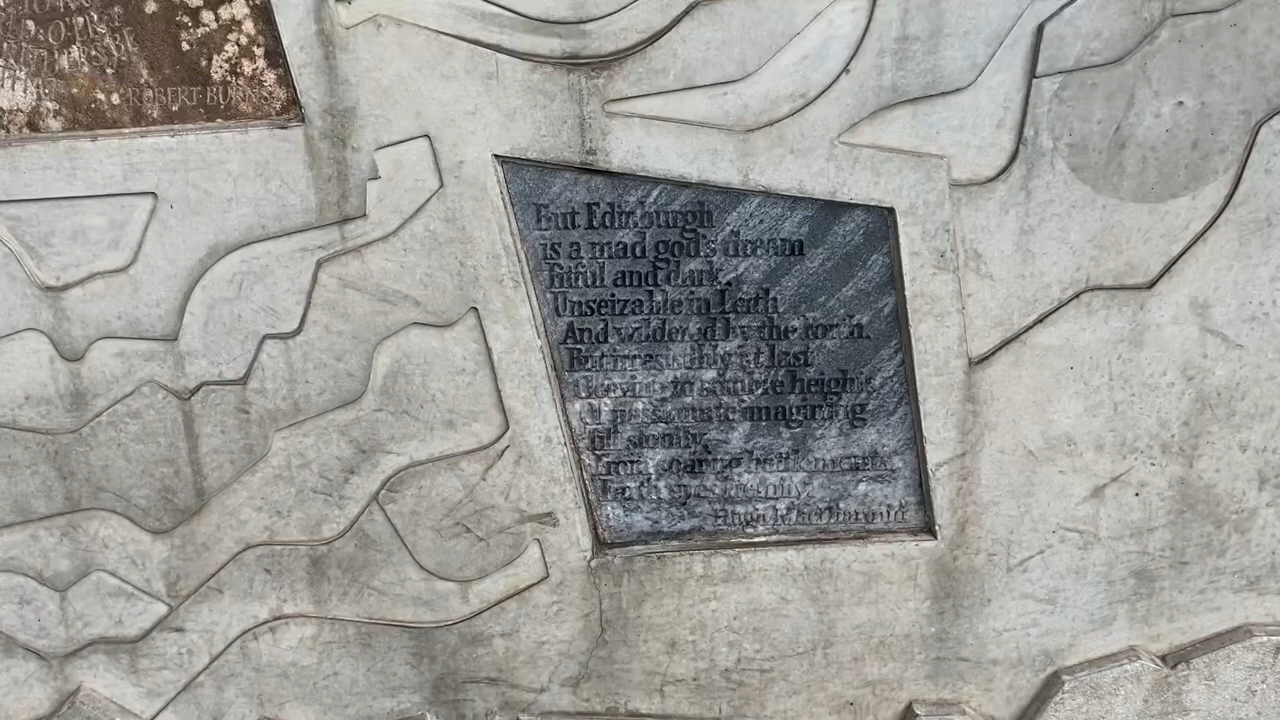 ROBERT BURNS
But Edinburgh
is a mad god's dream
Fitful and dark,
Unseizable in Leith
And wildered by the Forth,
But irresistibly at last
Cleaving to sombre heights
Of passionate imagining
Till stonily,
From soaring battlements,
Earth eyes Eternity.
Hugh MacDiarmid